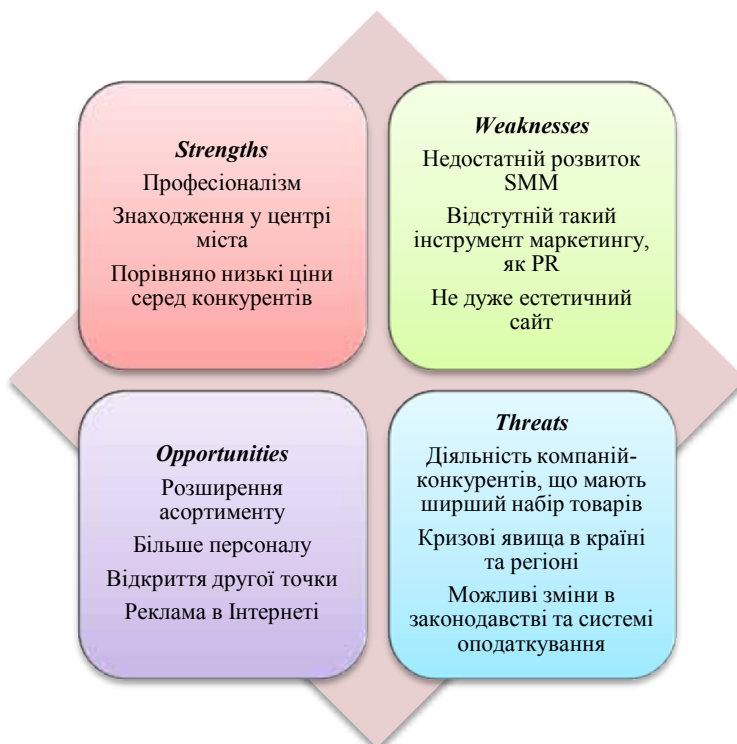 Strengths
Професіоналізм
Знаходження у центрі
міста
Порівняно низькі ціни
серед конкурентів
Weaknesses
Недостатній розвиток
SMM
Відстутній такий
інструмент маркетингу,
як PR
Не дуже естетичний
сайт
Opportunities
Розширення
асортименту
Більше персоналу
Відкриття другої точки
Реклама в Інтернеті
Threats
Діяльність компаній-
конкурентів, що мають
ширший набір товарів
Кризові явища в країні
та регіоні
Можливі зміни в
законодавстві та системі
оподаткування